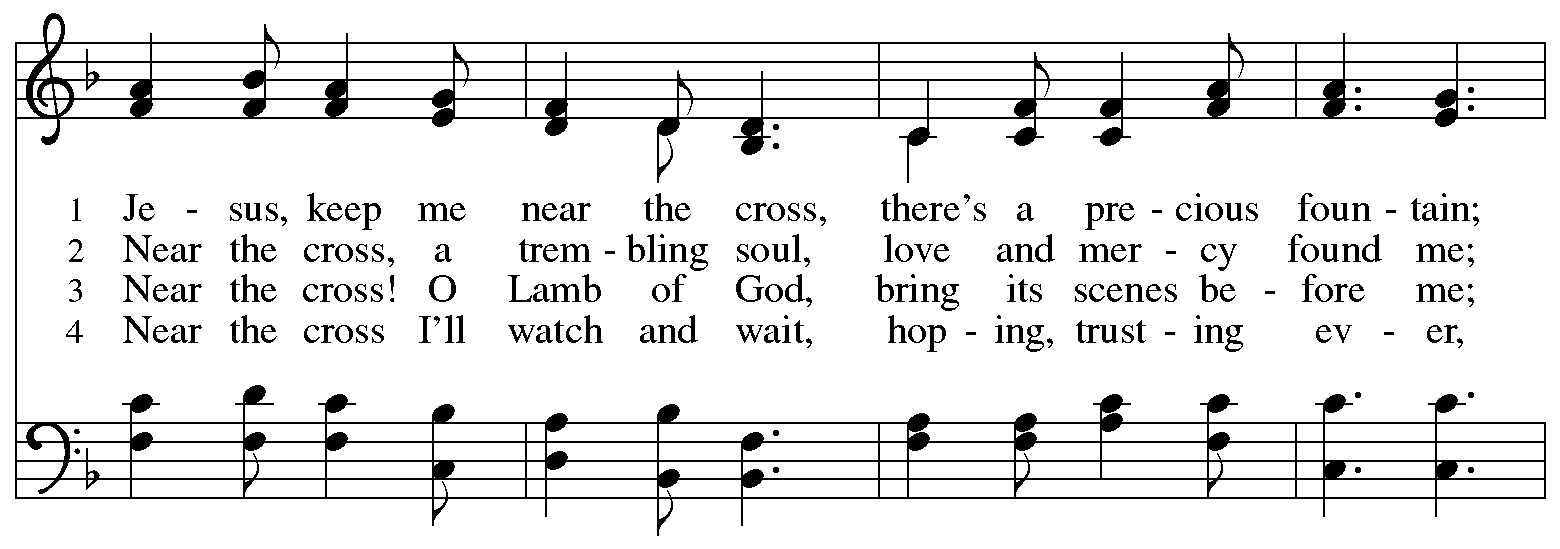 1 Je - sus, keep me near the cross, there's a pre - cious foun - tain;
2 Near the cross, a trem - bling soul, love and mer - cy found me;
3 Near the cross! O Lamb of God, bring its scenes be - fore me;
4 Near the cross I'll watch and wait, hop - ing, trust - ing ev - er,